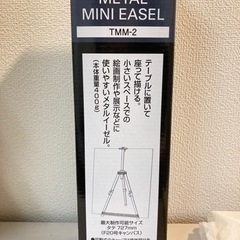 METAL
MINI EASEL
TMM-2
テーブルに置いて
座って描ける。
小さいスペースでの
絵画制作や展示などに
使いやすいメタルイーゼル。
(本体重量400g)
最大制作可能サイズ
タテ 727mm
(F20号キャンバス)